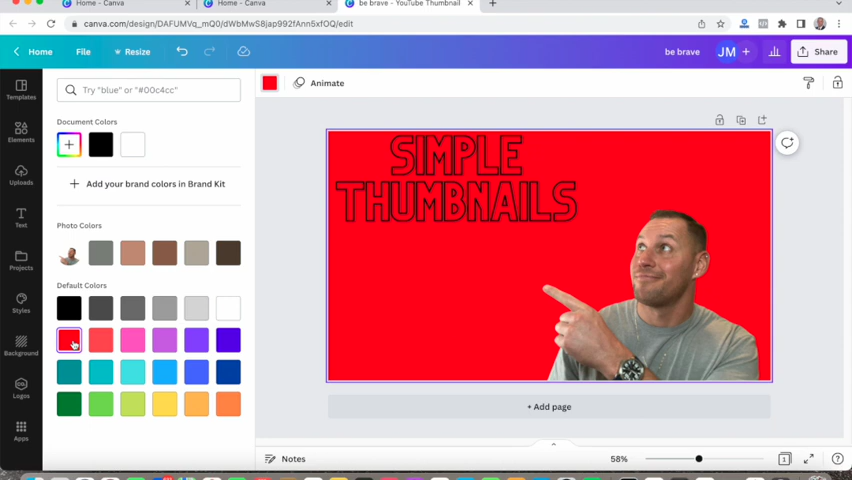 Home - Canva
Home - Canva
be brave - YouTube Thumbnail
canva.com/design/DAFUMVq_mQ0/dWbMwS8jap992fAnn5xfOQ/edit
Home
File
Resize
be brave
JM
Share
Templates
Elements
Uploads
Text
Projects
Styles
Background
Logos
Apps
Try "blue" or "#00c4cc"
Document Colors
Add your brand colors in Brand Kit
Photo Colors
Default Colors
Animate
SIMPLE
THUMBNAILS
+ Add page
Notes
58%
1